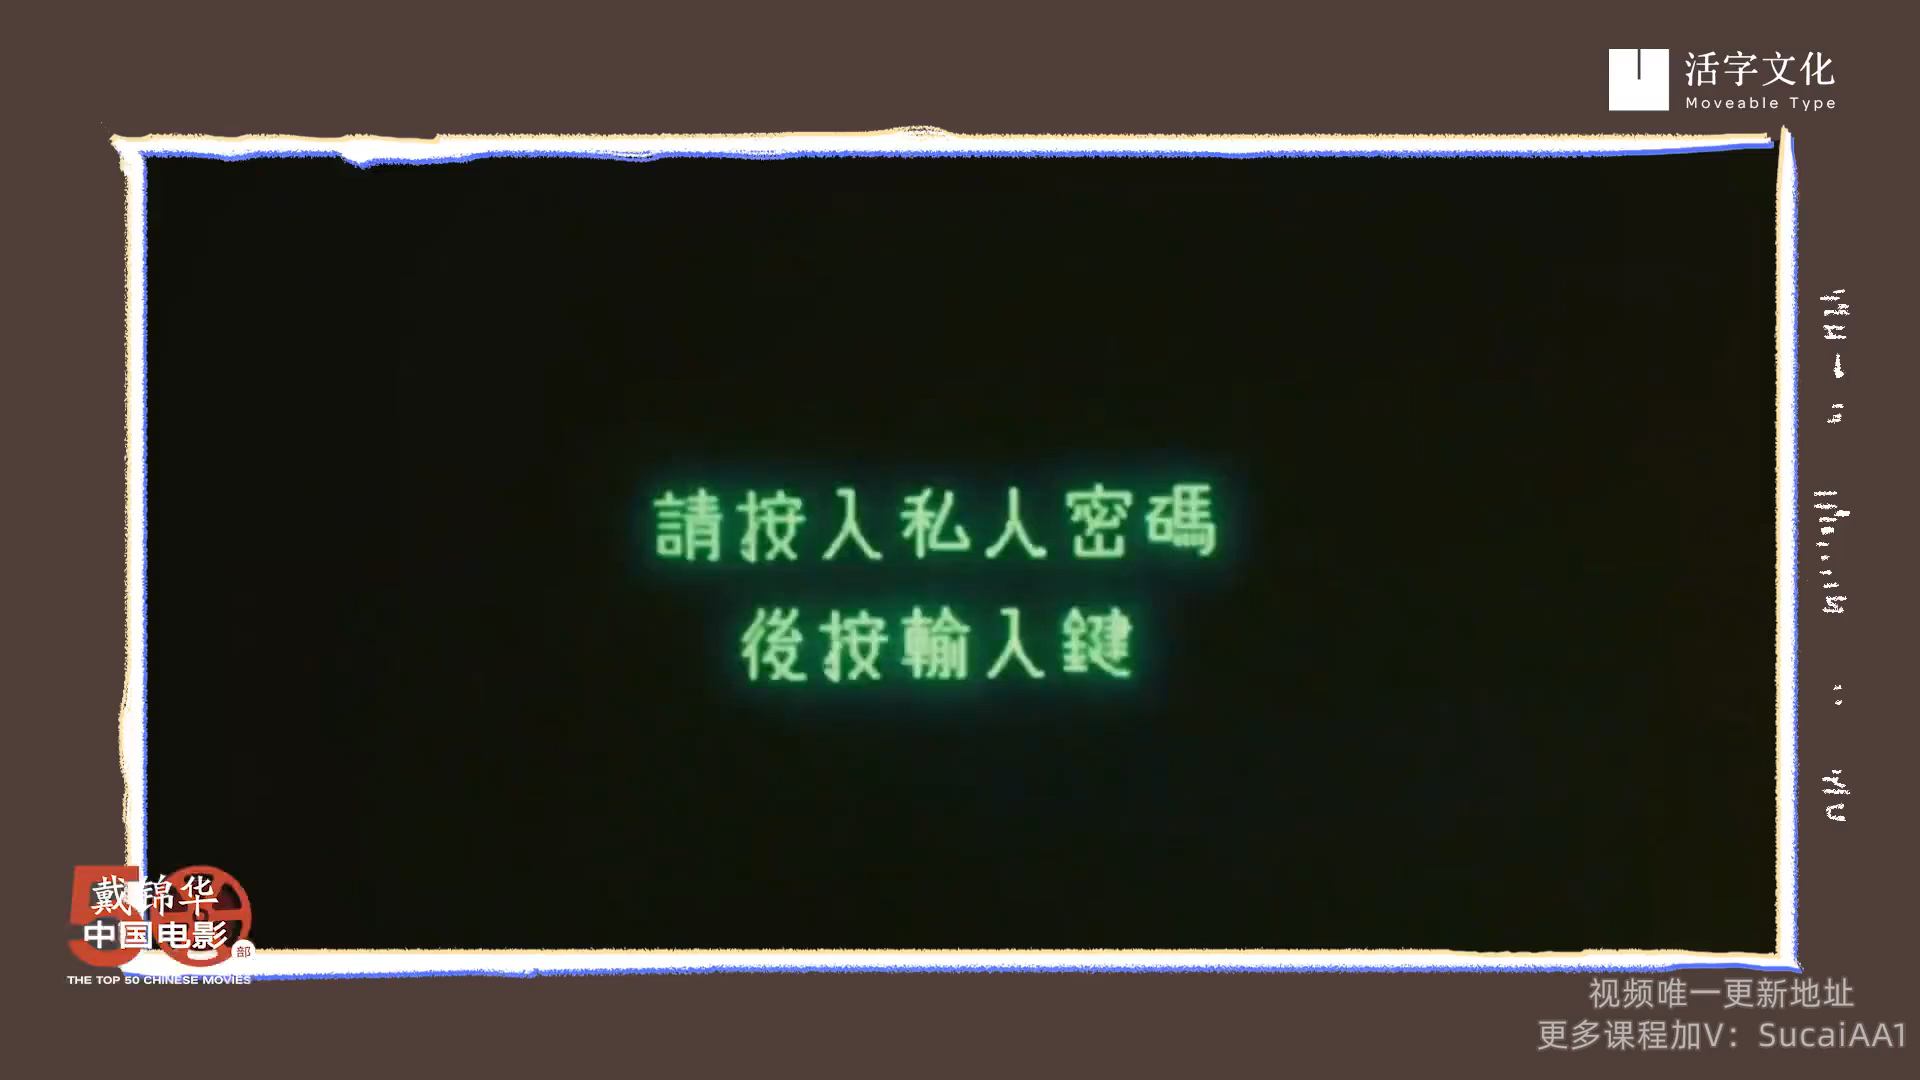 活字文化
Moveable Type
請按入私人密碼
後按輸入鍵
50
戴锦华
中国电影
部
THE TOP 50 CHINESE MOVIES
视频唯一更新地址
更多课程加V：SucaiAA1